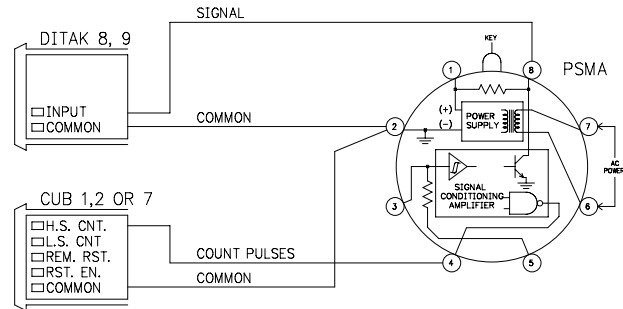 SIGNAL
DITAK 8, 9
KEY
PSMA
1
8
INPUT
COMMON
COMMON
2
(+)
(-)
POWER
SUPPLY
7
AC
POWER
CUB 1,2 OR 7
3
SIGNAL
CONDITIONING
AMPLIFIER
6
H.S. CNT.
L.S. CNT
REM. RST.
RST. EN.
COMMON
COUNT PULSES
4
5
COMMON